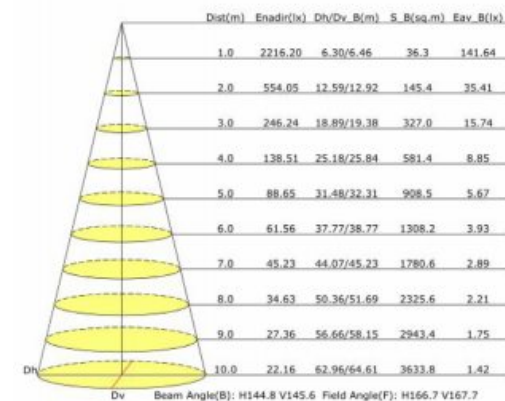 Dist(m) Enadir(lx) Dh/Dv_B(m) S_B(sq.m) Eav_B(lx)
1.0 2216.20 6.30/6.46 36.3 141.64
2.0 554.05 12.59/12.92 145.4 35.41
3.0 246.24 18.89/19.38 327.0 15.74
4.0 138.51 25.18/25.84 581.4 8.85
5.0 88.65 31.48/32.31 908.5 5.67
6.0 61.56 37.77/38.77 1308.2 3.93
7.0 45.23 44.07/45.23 1780.6 2.89
8.0 34.63 50.36/51.69 2325.6 2.21
9.0 27.36 56.66/58.15 2943.4 1.75
Dh 10.0 22.16 62.96/64.61 3633.8 1.42
Dv Beam Angle(B): H144.8 V145.6 Field Angle(F): H166.7 V167.7